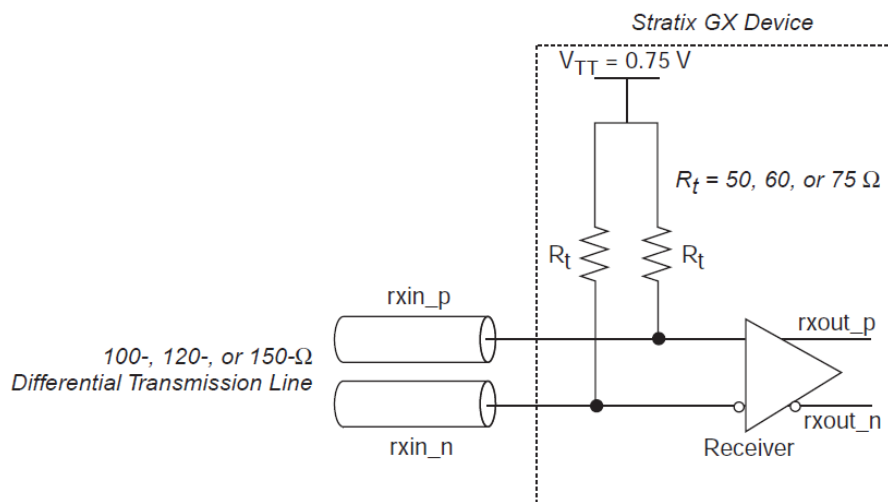 Stratix GX Device
V_TT = 0.75 V
R_t = 50, 60, or 75 Ω
R_t
R_t
rxin_p
rxout_p
100-, 120-, or 150-Ω
Differential Transmission Line
rxin_n
rxout_n
Receiver